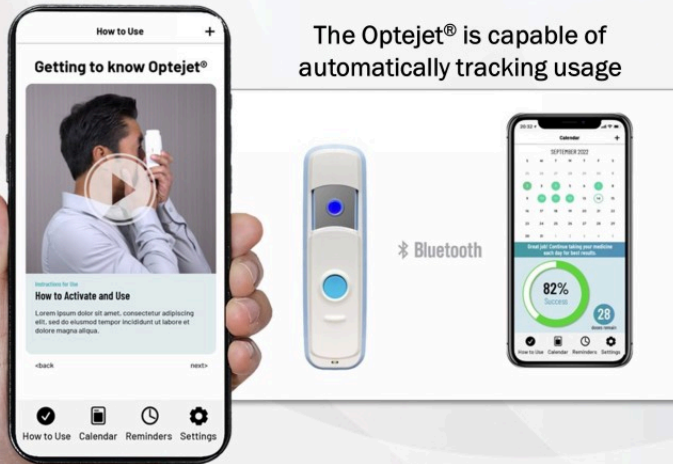 The Optejet® is capable of
automatically tracking usage
How to Use +
Getting to know Optejet®
Instructions for Use
How to Activate and Use
Lorem ipsum dolor sit amet, consectetur adipiscing
elit, sed do eiusmod tempor incididunt ut labore et
dolore magna aliqua.
<back next>
How to Use Calendar Reminders Settings
Bluetooth
Calendar +
SEPTEMBER 2022
Great job! Continue taking your medicine
each day for best results.
82%
Success
28
doses remain
How to Use Calendar Reminders Settings